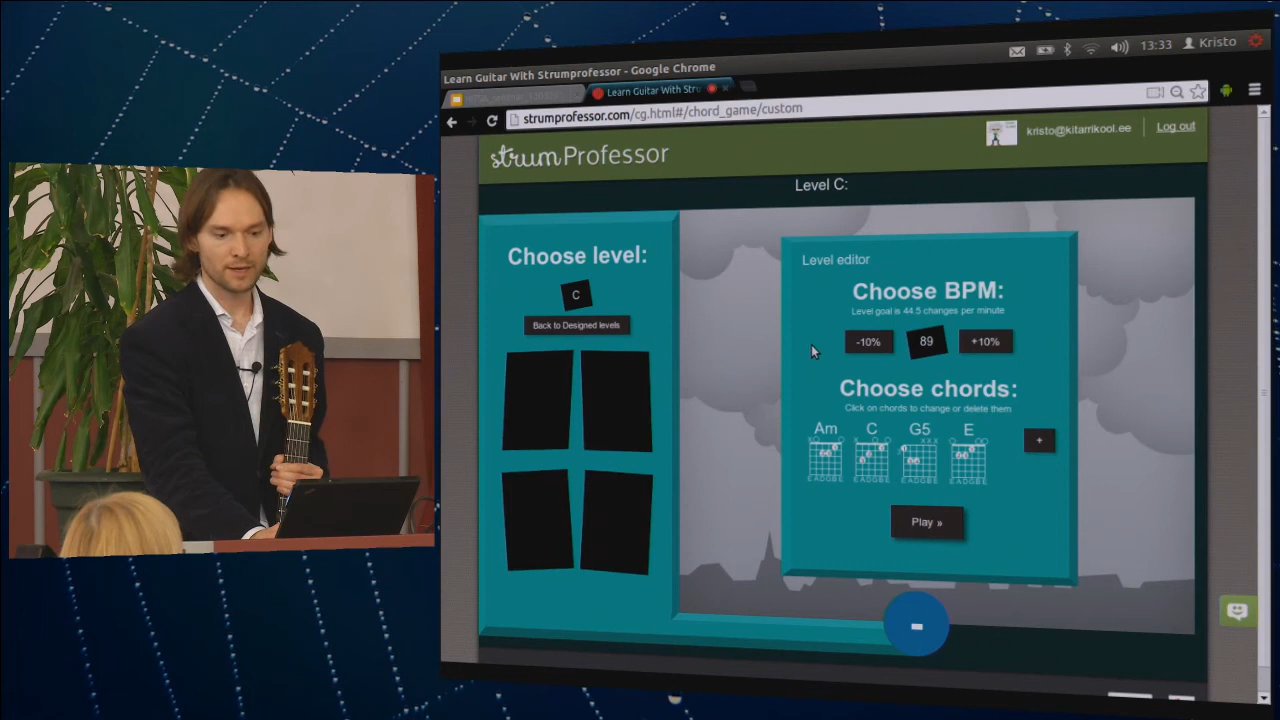 13:33 Kristo
Learn Guitar With Strumprofessor - Google Chrome
Learn Guitar With Stru
strumprofessor.com/cg.html#/chord_game/custom
strumProfessor
kristo@kitarrikool.ee
Log out
Level C:
Choose level:
C
Back to Designed levels
Level editor
Choose BPM:
Level goal is 44.5 changes per minute
-10%
89
+10%
Choose chords:
Click on chords to change or delete them
Am C G5 E
+
EADGBE EADGBE EADGBE EADGBE
Play »
-